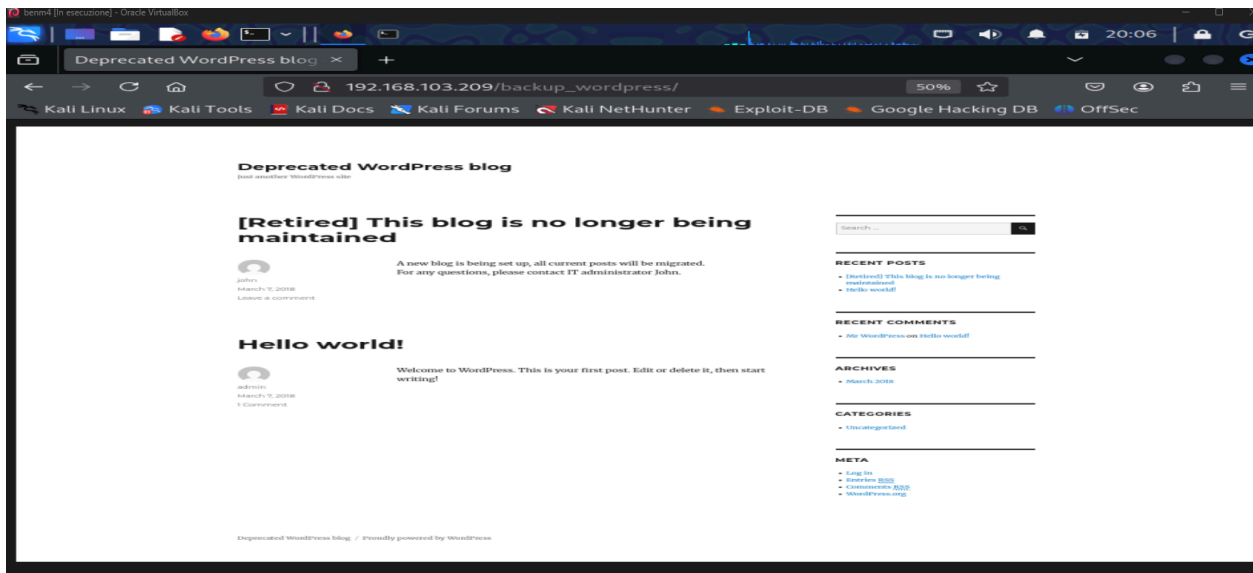 benm4 [In esecuzione] - Oracle VirtualBox
20:06
Deprecated WordPress blog
192.168.103.209/backup_wordpress/
50%
Kali Linux Kali Tools Kali Docs Kali Forums Kali NetHunter Exploit-DB Google Hacking DB OffSec
Deprecated WordPress blog
Just another WordPress site
[Retired] This blog is no longer being
maintained
john
March 7, 2018
Leave a comment
A new blog is being set up, all current posts will be migrated.
For any questions, please contact IT administrator John.
Hello world!
admin
March 7, 2018
1 Comment
Welcome to WordPress. This is your first post. Edit or delete it, then start
writing!
Search …
RECENT POSTS
[Retired] This blog is no longer being
maintained
Hello world!
RECENT COMMENTS
Mr WordPress on Hello world!
ARCHIVES
March 2018
CATEGORIES
Uncategorized
META
Log in
Entries RSS
Comments RSS
WordPress.org
Deprecated WordPress blog / Proudly powered by WordPress